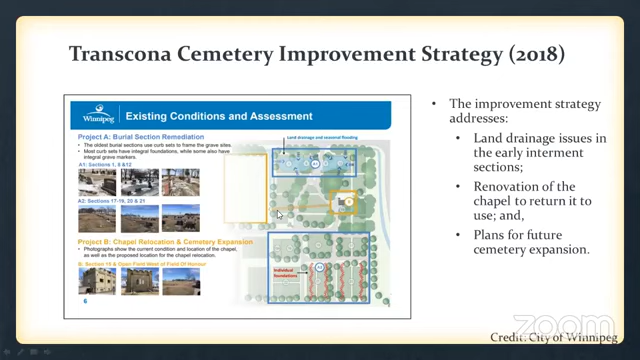 Transcona Cemetery Improvement Strategy (2018)
Winnipeg
Existing Conditions and Assessment
Project A: Burial Section Remediation
The oldest burial sections use curb sets to frame the grave sites.
Most curb sets have integral foundations, while some also have
integral grave markers.
A1: Sections 1, 8 &12
A2: Sections 17-19, 20 & 21
Project B: Chapel Relocation & Cemetery Expansion
Photographs show the current condition and location of the chapel,
as well as the proposed location for the chapel relocation.
B: Section 19 & Open Field West of Field Of Honour
6
Land drainage and seasonal flooding
Individual
foundations
• The improvement strategy
addresses:
• Land drainage issues in
the early interment
sections;
• Renovation of the
chapel to return it to
use; and,
• Plans for future
cemetery expansion.
Credit: City of Winnipeg
zoom